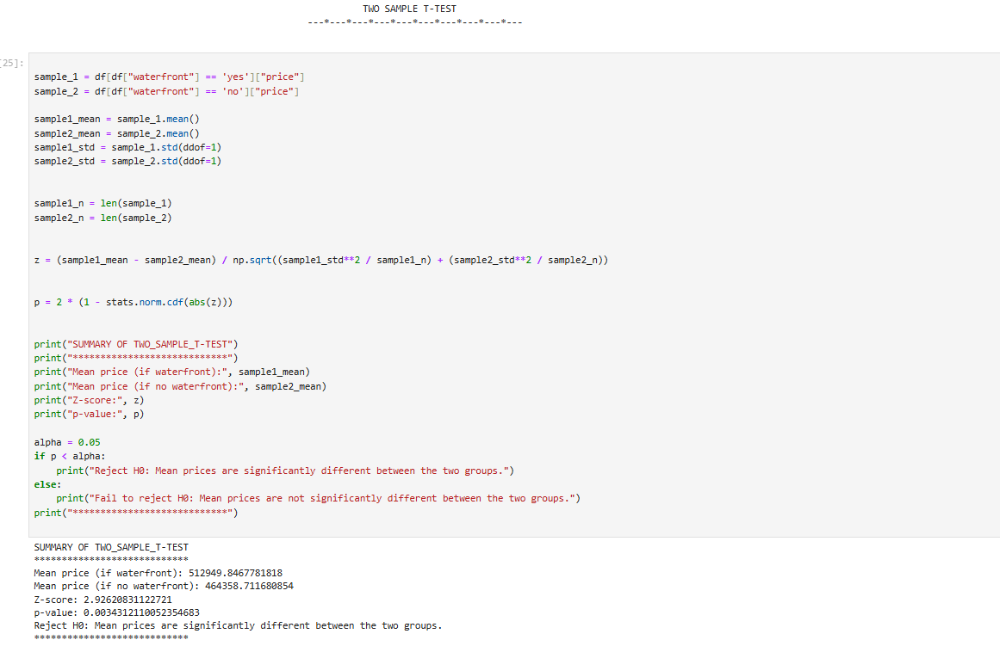 TWO SAMPLE T-TEST
---*---*---*---*---*---*---*---*---*---
[25]:
sample_1 = df[df["waterfront"] == 'yes']["price"]
sample_2 = df[df["waterfront"] == 'no']["price"]
sample1_mean = sample_1.mean()
sample2_mean = sample_2.mean()
sample1_std = sample_1.std(ddof=1)
sample2_std = sample_2.std(ddof=1)
sample1_n = len(sample_1)
sample2_n = len(sample_2)
z = (sample1_mean - sample2_mean) / np.sqrt((sample1_std**2 / sample1_n) + (sample2_std**2 / sample2_n))
p = 2 * (1 - stats.norm.cdf(abs(z)))
print("SUMMARY OF TWO_SAMPLE_T-TEST")
print("****************************")
print("Mean price (if waterfront):", sample1_mean)
print("Mean price (if no waterfront):", sample2_mean)
print("Z-score:", z)
print("p-value:", p)
alpha = 0.05
if p < alpha:
    print("Reject H0: Mean prices are significantly different between the two groups.")
else:
    print("Fail to reject H0: Mean prices are not significantly different between the two groups.")
print("****************************")
SUMMARY OF TWO_SAMPLE_T-TEST
****************************
Mean price (if waterfront): 512949.8467781818
Mean price (if no waterfront): 464358.711680854
Z-score: 2.92620831122721
p-value: 0.0034312110052354683
Reject H0: Mean prices are significantly different between the two groups.
****************************